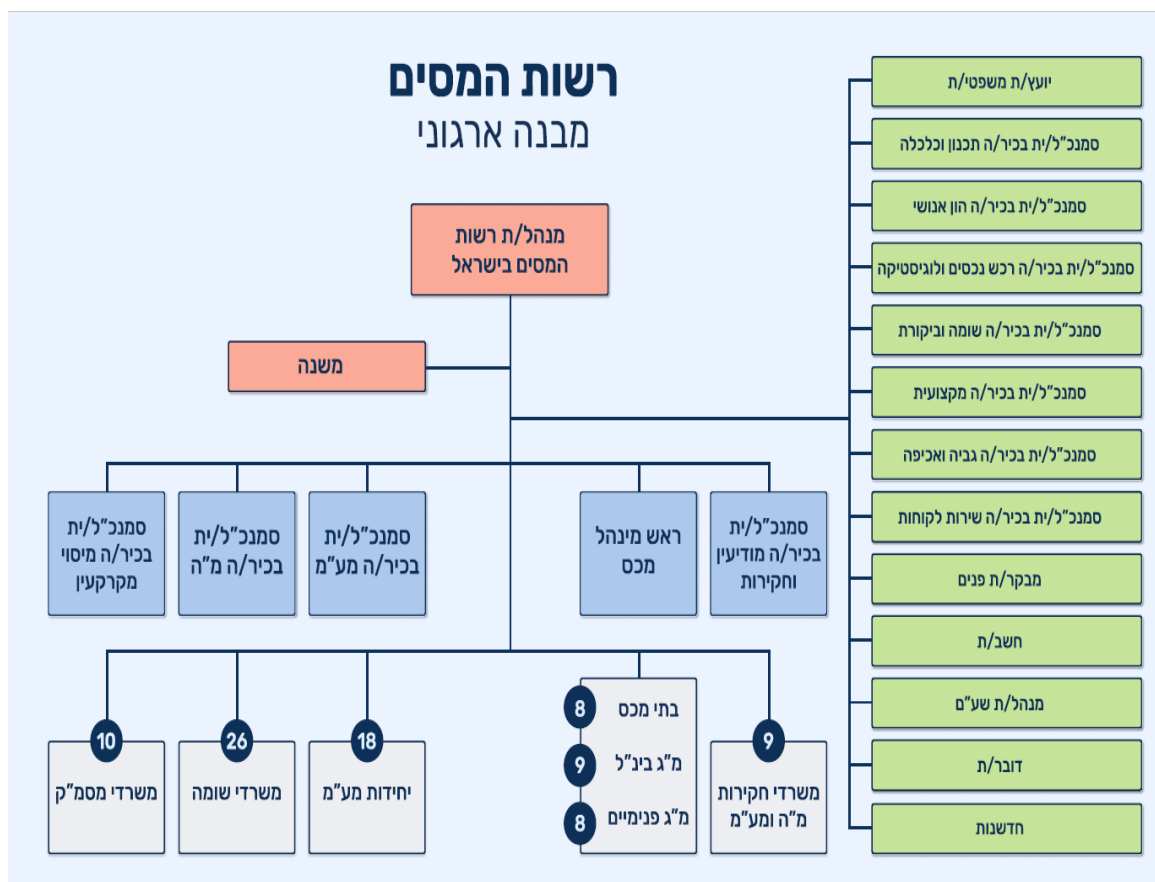 רשות המסים
מבנה ארגוני
מנהל/ת רשות
המסים בישראל
משנה
יועץ/ת משפטי/ת
סמנכ"ל/ית בכיר/ה תכנון וכלכלה
סמנכ"ל/ית בכיר/ה הון אנושי
סמנכ"ל/ית בכיר/ה רכש נכסים ולוגיסטיקה
סמנכ"ל/ית בכיר/ה שומה וביקורת
סמנכ"ל/ית בכיר/ה מקצועית
סמנכ"ל/ית בכיר/ה גביה ואכיפה
סמנכ"ל/ית בכיר/ה שירות לקוחות
מבקר/ת פנים
חשב/ת
מנהל/ת שע"ם
דובר/ת
חדשנות
סמנכ"ל/ית
בכיר/ה מודיעין
וחקירות
ראש מינהל
מכס
סמנכ"ל/ית
בכיר/ה מע"מ
סמנכ"ל/ית
בכיר/ה מ"ה
סמנכ"ל/ית
בכיר/ה מיסוי
מקרקעין
9
משרדי חקירות
מ"ה ומע"מ
בתי מכס 8
מ"ג בינ"ל 9
מ"ג פנימיים 8
18
יחידות מע"מ
26
משרדי שומה
10
משרדי מסמ"ק